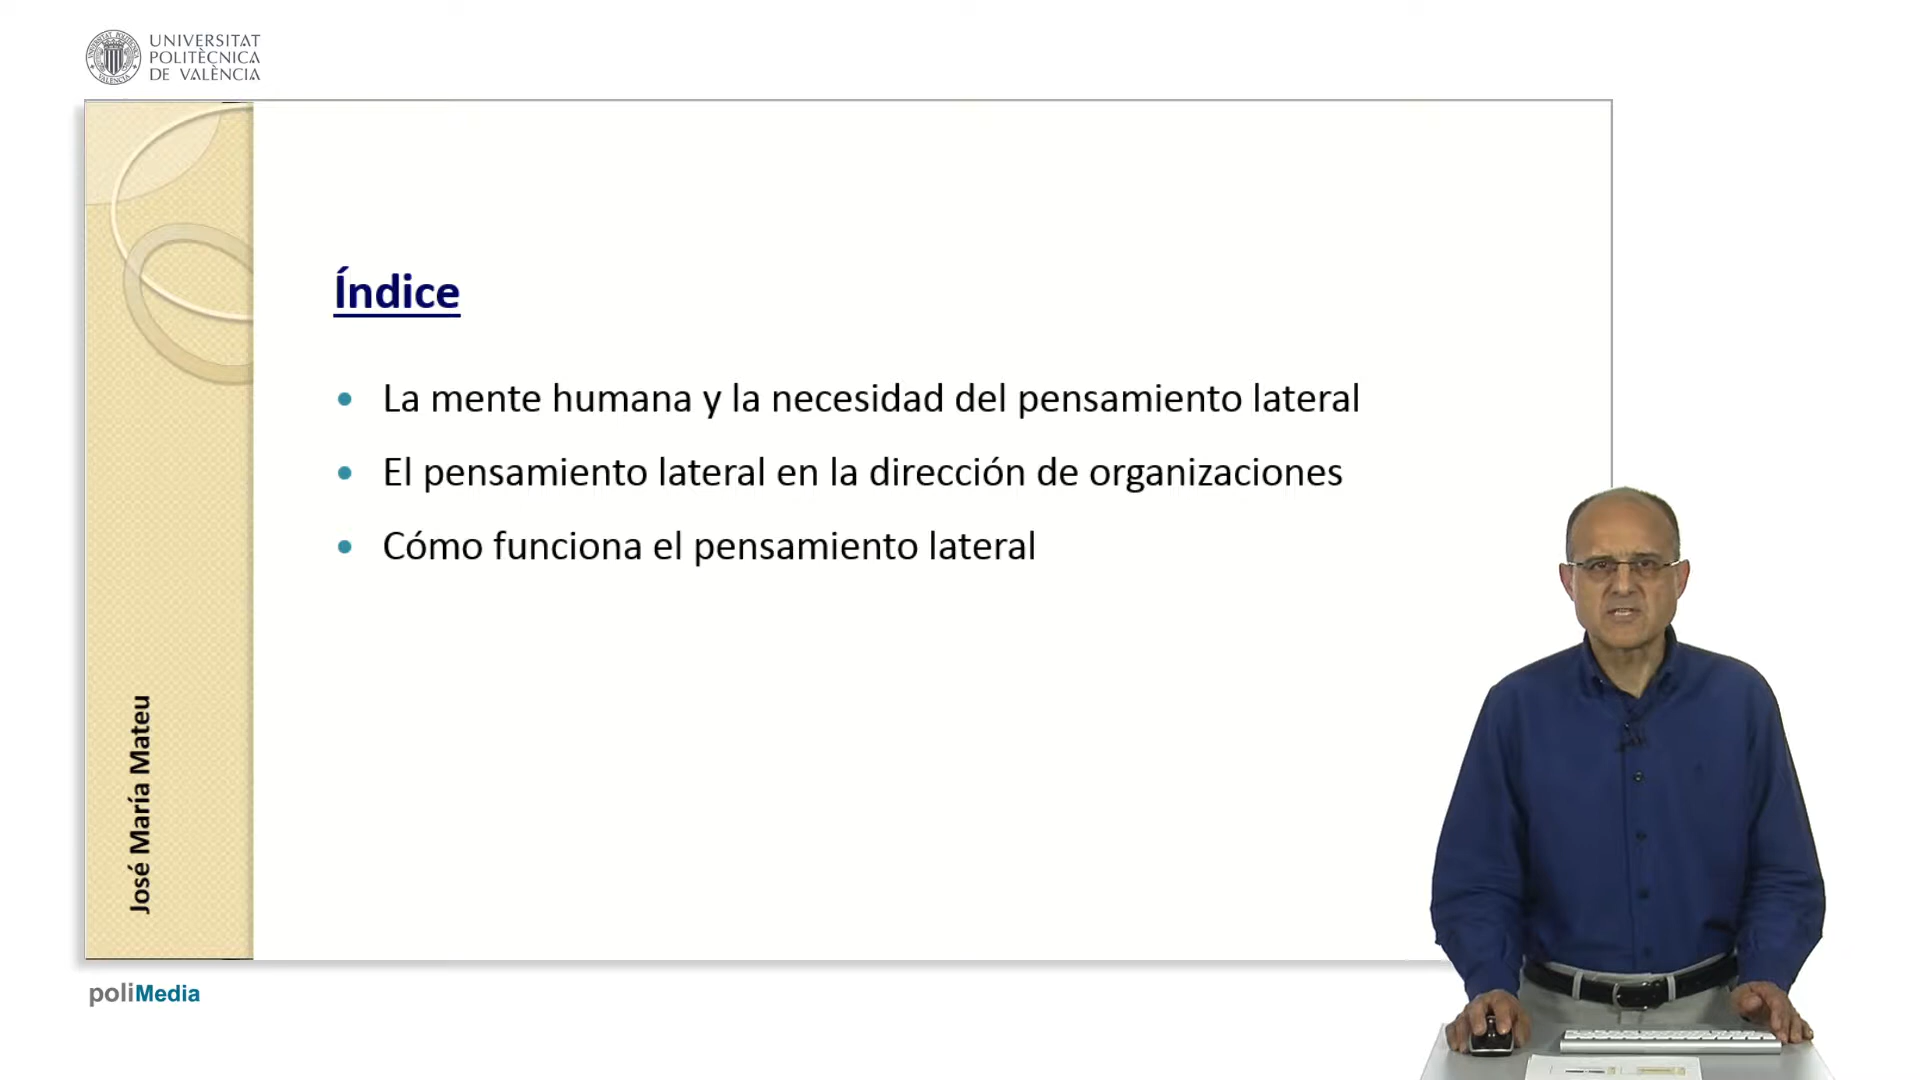 UNIVERSITAT
POLITÈCNICA
DE VALÈNCIA
Índice
La mente humana y la necesidad del pensamiento lateral
El pensamiento lateral en la dirección de organizaciones
Cómo funciona el pensamiento lateral
José María Mateu
poliMedia